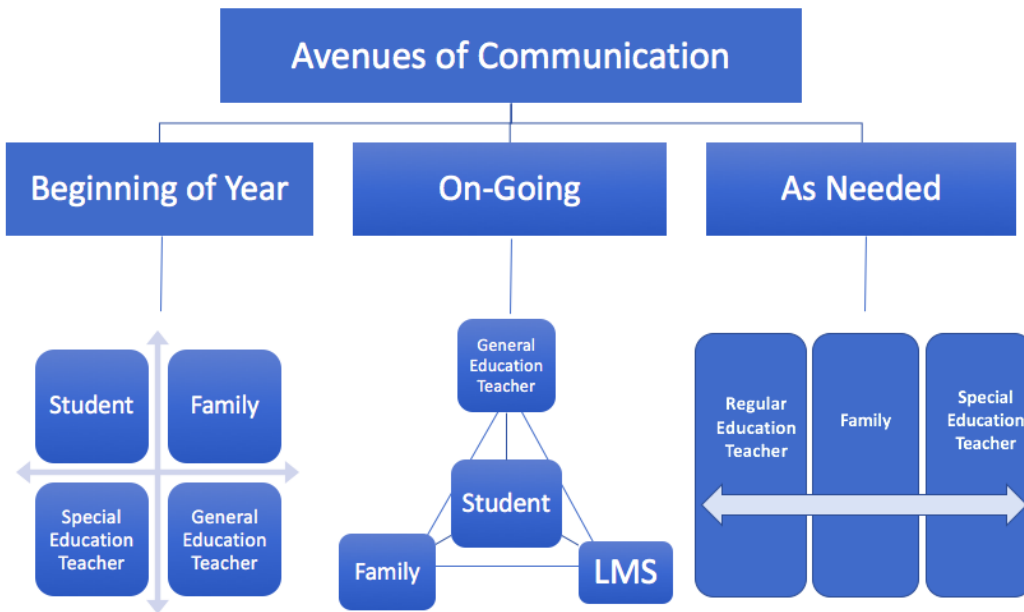 Avenues of Communication
Beginning of Year
On-Going
As Needed
Student
Family
Special
Education
Teacher
General
Education
Teacher
General
Education
Teacher
Student
Family
LMS
Regular
Education
Teacher
Family
Special
Education
Teacher